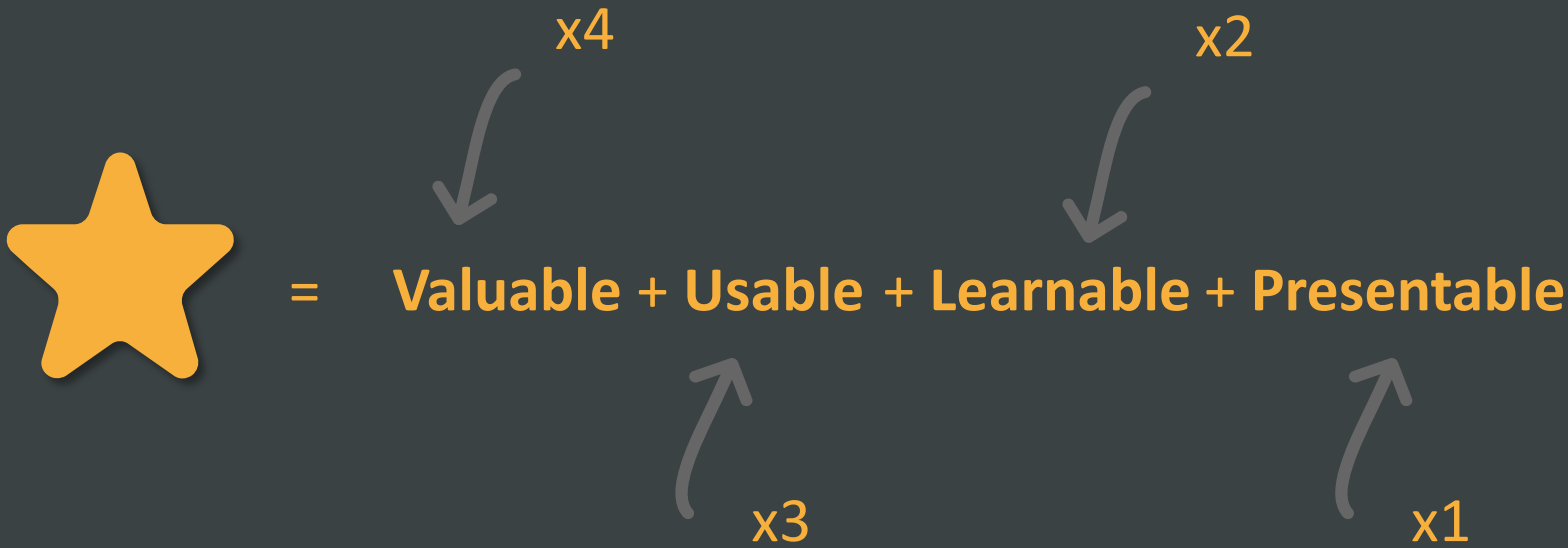 x4
x2
= Valuable + Usable + Learnable + Presentable
x3
x1